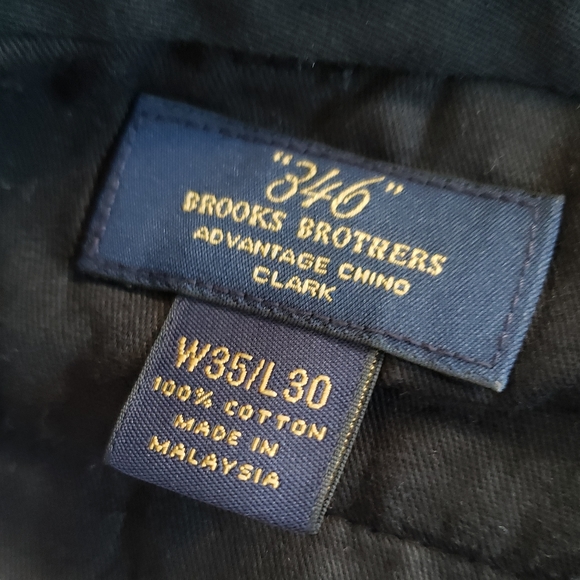 "346"
BROOKS BROTHERS
ADVANTAGE CHINO
CLARK
W35/L30
100% COTTON
MADE IN
MALAYSIA